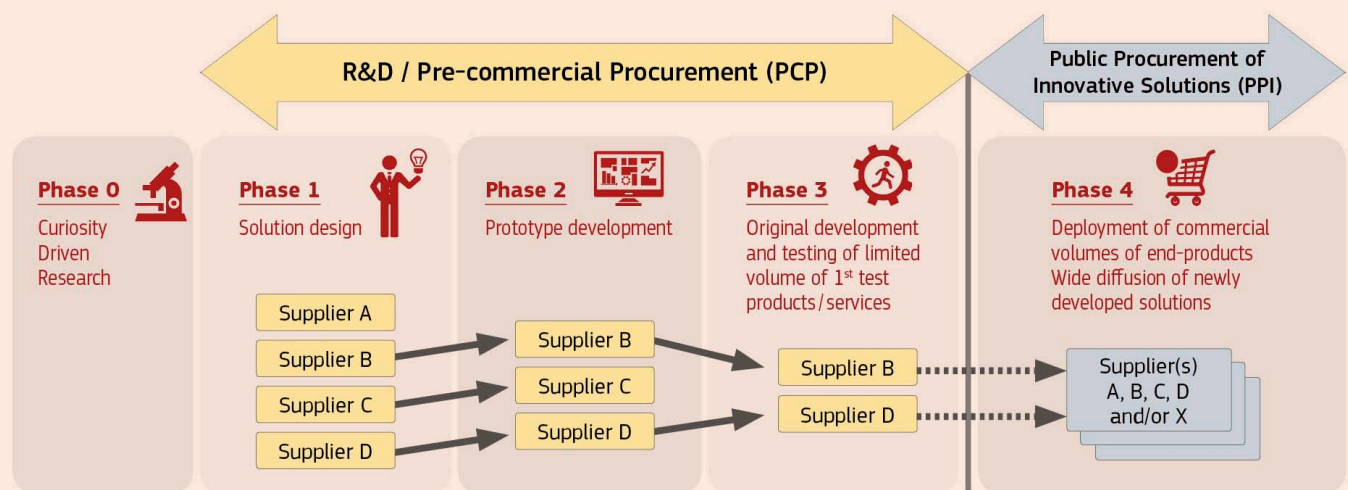 R&D / Pre-commercial Procurement (PCP)
Public Procurement of
Innovative Solutions (PPI)
Phase 0
Curiosity
Driven
Research
Phase 1
Solution design
Supplier A
Supplier B
Supplier C
Supplier D
Phase 2
Prototype development
Supplier B
Supplier C
Supplier D
Phase 3
Original development
and testing of limited
volume of 1st test
products/services
Supplier B
Supplier D
Phase 4
Deployment of commercial
volumes of end-products
Wide diffusion of newly
developed solutions
Supplier(s)
A, B, C, D
and/or X